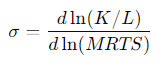 σ = d ln(K/L) / d ln(MRTS)